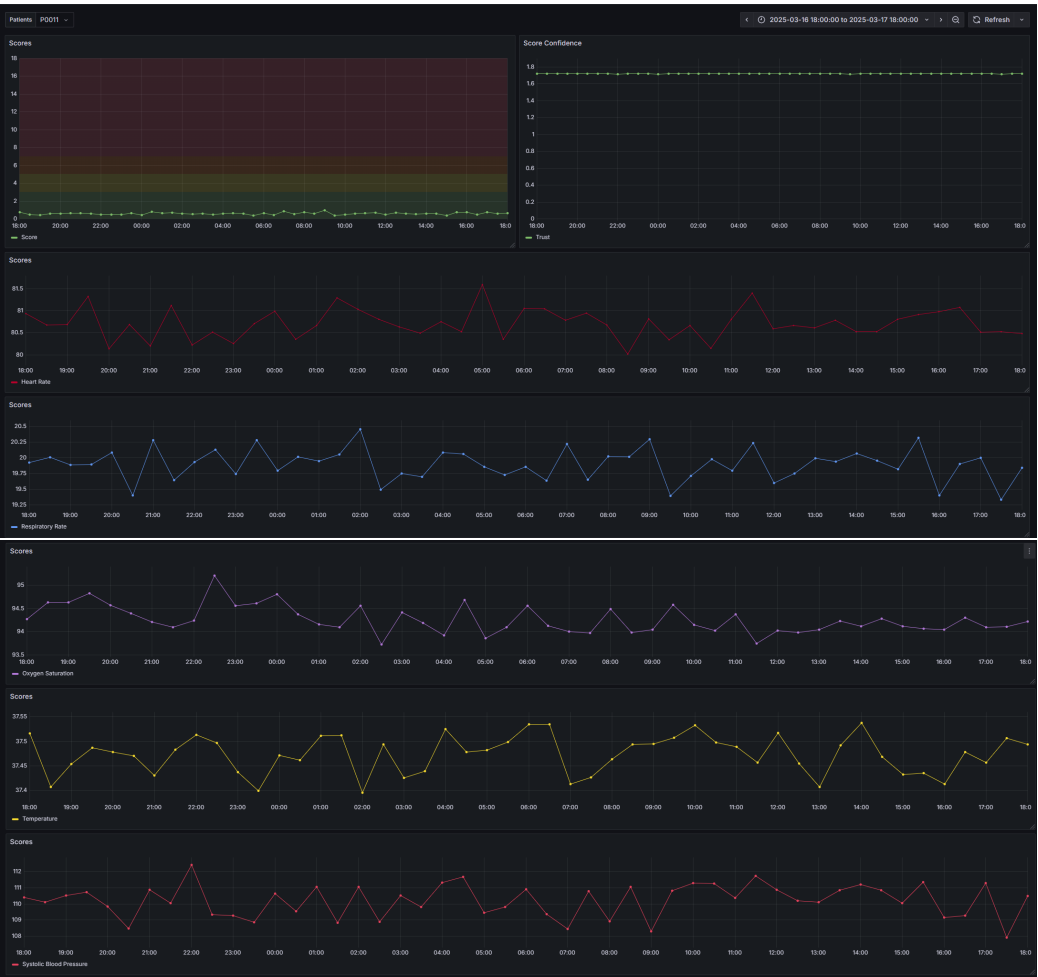 Patients P0011 2025-03-16 18:00:00 to 2025-03-17 18:00:00 Refresh
Scores
18
16
14
12
10
8
6
4
2
0
18:00 20:00 22:00 00:00 02:00 04:00 06:00 08:00 10:00 12:00 14:00 16:00 18:0
Score
Score Confidence
1.8
1.6
1.4
1.2
1
0.8
0.6
0.4
0.2
0
18:00 20:00 22:00 00:00 02:00 04:00 06:00 08:00 10:00 12:00 14:00 16:00 18:0
Trust
Scores
81.5
81
80.5
80
18:00 19:00 20:00 21:00 22:00 23:00 00:00 01:00 02:00 03:00 04:00 05:00 06:00 07:00 08:00 09:00 10:00 11:00 12:00 13:00 14:00 15:00 16:00 17:00 18:0
Heart Rate
Scores
20.5
20.25
20
19.75
19.5
19.25
18:00 19:00 20:00 21:00 22:00 23:00 00:00 01:00 02:00 03:00 04:00 05:00 06:00 07:00 08:00 09:00 10:00 11:00 12:00 13:00 14:00 15:00 16:00 17:00 18:0
Respiratory Rate
Scores
95
94.5
94
93.5
18:00 19:00 20:00 21:00 22:00 23:00 00:00 01:00 02:00 03:00 04:00 05:00 06:00 07:00 08:00 09:00 10:00 11:00 12:00 13:00 14:00 15:00 16:00 17:00 18:0
Oxygen Saturation
Scores
37.55
37.5
37.45
37.4
18:00 19:00 20:00 21:00 22:00 23:00 00:00 01:00 02:00 03:00 04:00 05:00 06:00 07:00 08:00 09:00 10:00 11:00 12:00 13:00 14:00 15:00 16:00 17:00 18:0
Temperature
Scores
112
111
110
109
108
18:00 19:00 20:00 21:00 22:00 23:00 00:00 01:00 02:00 03:00 04:00 05:00 06:00 07:00 08:00 09:00 10:00 11:00 12:00 13:00 14:00 15:00 16:00 17:00 18:0
Systolic Blood Pressure